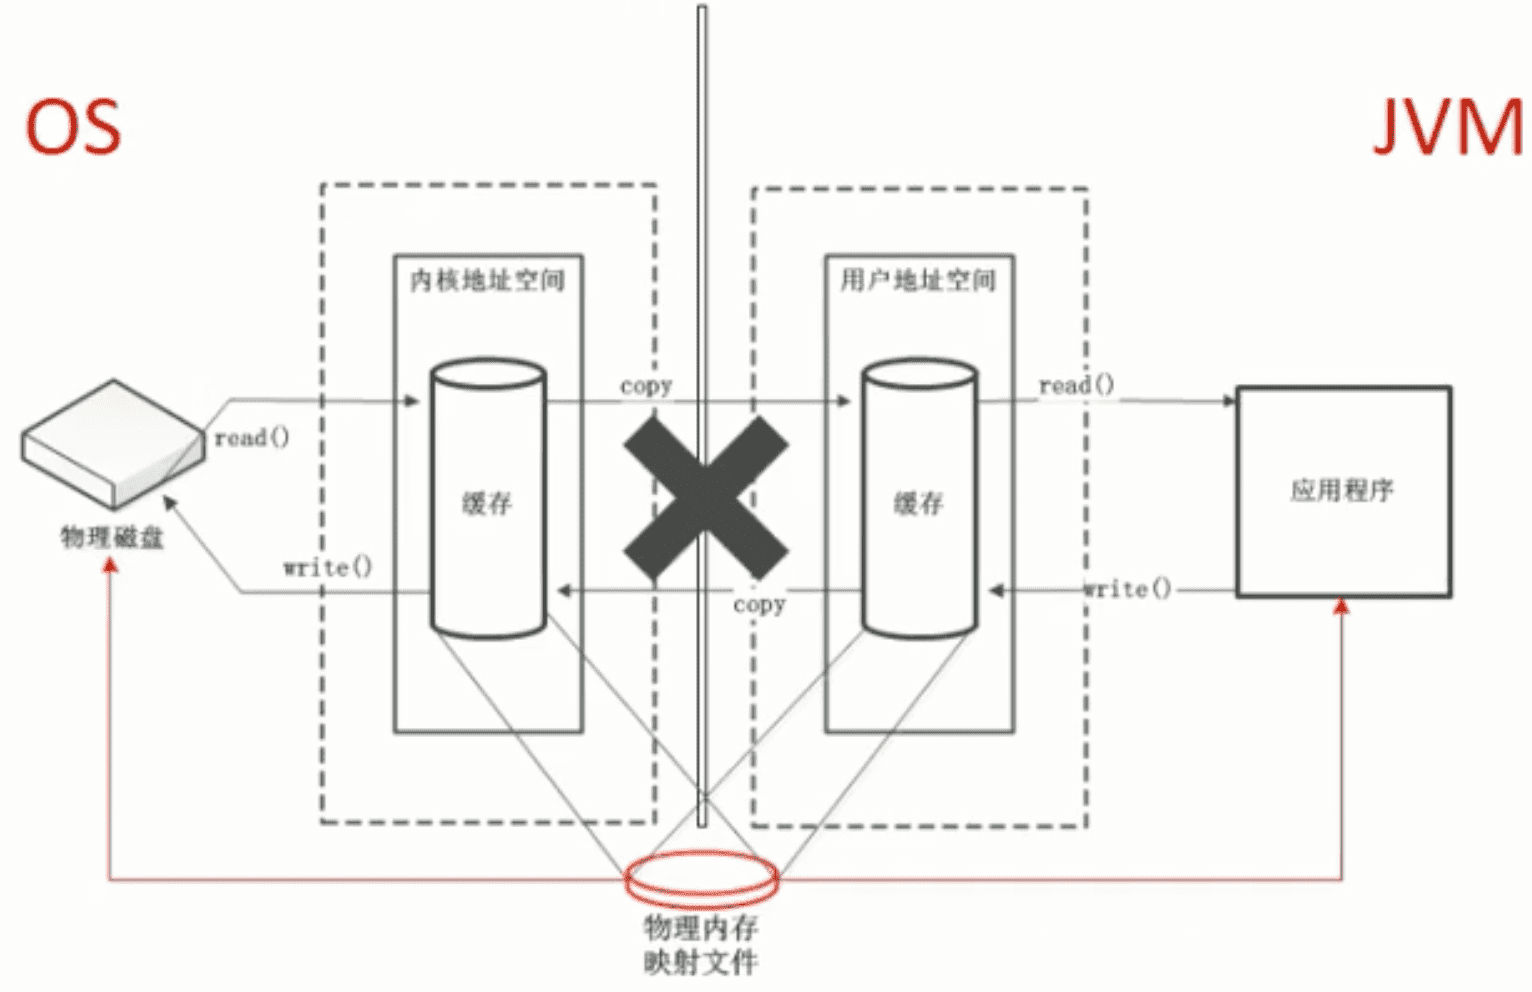 OS
JVM
内核地址空间
用户地址空间
copy
read()
read()
缓存
缓存
应用程序
物理磁盘
write()
copy
write()
物理内存
映射文件